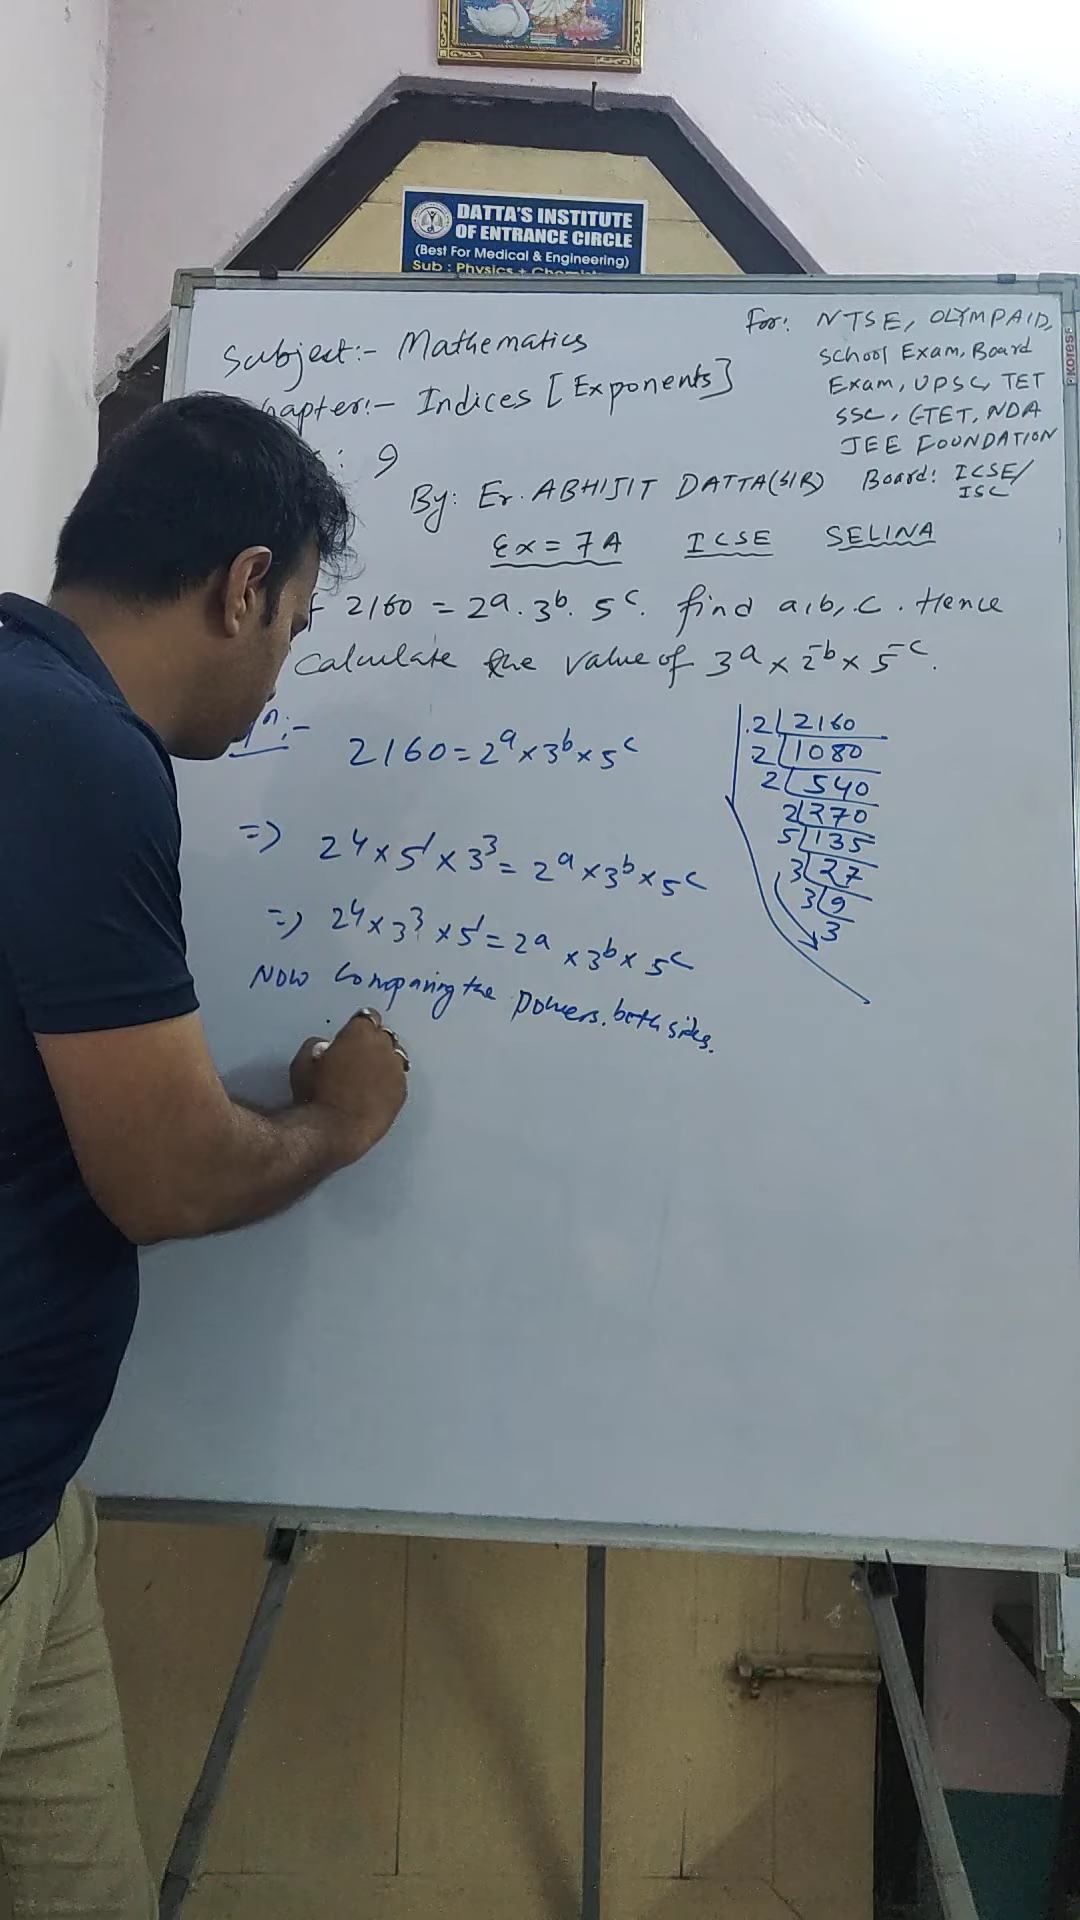 DATTA'S INSTITUTE
OF ENTRANCE CIRCLE
(Best For Medical & Engineering)
Sub : Physics +
KORES
For: NTSE, OLYMPAID,
School Exam, Board
Exam, UPSC, TET
SSC, CTET, NDA
JEE FOUNDATION
Board: ICSE/
ISC
Subject:- Mathematics
hapter:- Indices [Exponents]
: 9
By: Er. ABHIJIT DATTA(SIR)
Ex = 7A ICSE SELINA
f 2160 = 2^a . 3^b . 5^c . find a,b, c . Hence
calculate the value of 3^a × 2^-b × 5^-c .
n:-
2160 = 2^a × 3^b × 5^c
=> 2^4 × 5^1 × 3^3 = 2^a × 3^b × 5^c
=> 2^4 × 3^3 × 5^1 = 2^a × 3^b × 5^c
Now Comparing the powers. both sides.
2 2160
2 1080
2 540
2 270
5 135
3 27
3 9
3